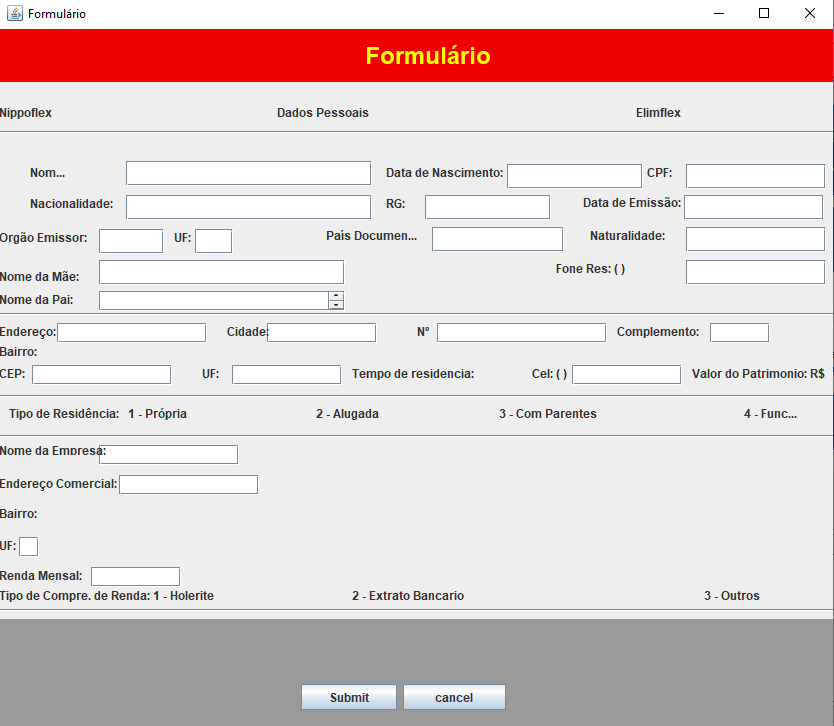 Formulário
Formulário
Nippoflex Dados Pessoais Elimflex
Nom... Data de Nascimento: CPF:
Nacionalidade: RG: Data de Emissão:
Orgão Emissor: UF: País Documen... Naturalidade:
Nome da Mãe: Fone Res: ( )
Nome da Pai:
Endereço: Cidade: Nº Complemento:
Bairro:
CEP: UF: Tempo de residencia: Cel: ( ) Valor do Patrimonio: R$
Tipo de Residência: 1 - Própria 2 - Alugada 3 - Com Parentes 4 - Func...
Nome da Empresa:
Endereço Comercial:
Bairro:
UF:
Renda Mensal:
Tipo de Compre. de Renda: 1 - Holerite 2 - Extrato Bancario 3 - Outros
Submit cancel